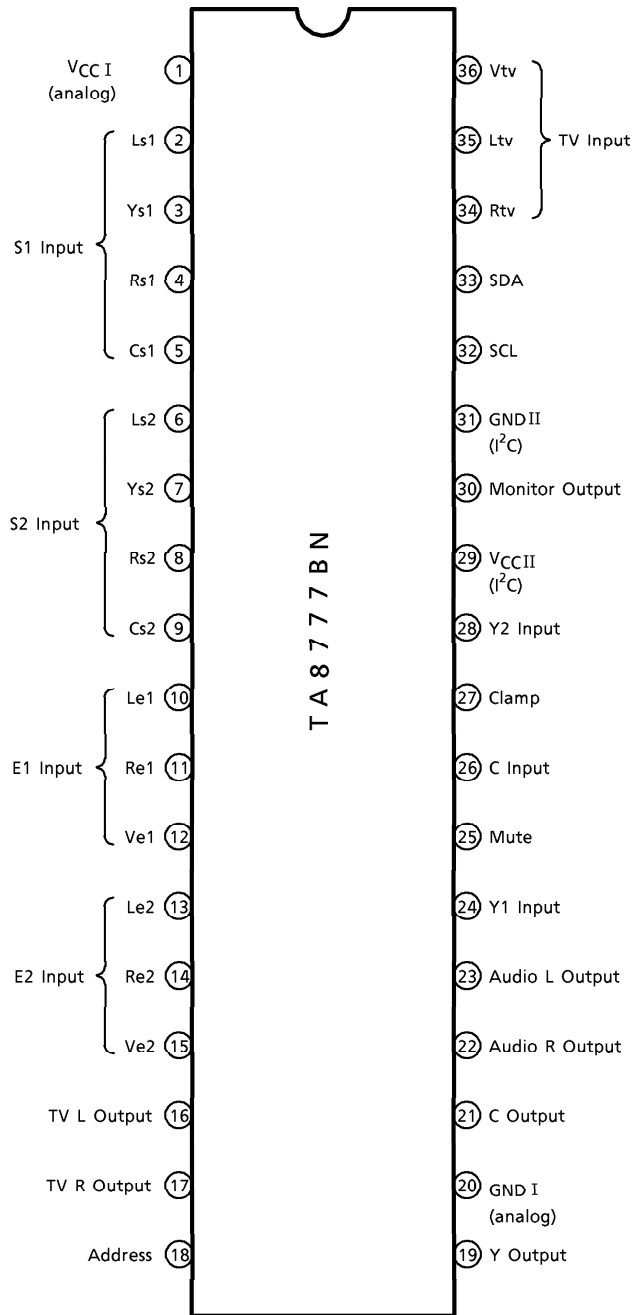 VCC I
(analog)
1
S1 Input
Ls1 2
Ys1 3
Rs1 4
Cs1 5
S2 Input
Ls2 6
Ys2 7
Rs2 8
Cs2 9
E1 Input
Le1 10
Re1 11
Ve1 12
E2 Input
Le2 13
Re2 14
Ve2 15
TV L Output 16
TV R Output 17
Address 18
TA8777BN
36 Vtv
35 Ltv
34 Rtv
TV Input
33 SDA
32 SCL
31 GND II
(I²C)
30 Monitor Output
29 VCC II
(I²C)
28 Y2 Input
27 Clamp
26 C Input
25 Mute
24 Y1 Input
23 Audio L Output
22 Audio R Output
21 C Output
20 GND I
(analog)
19 Y Output